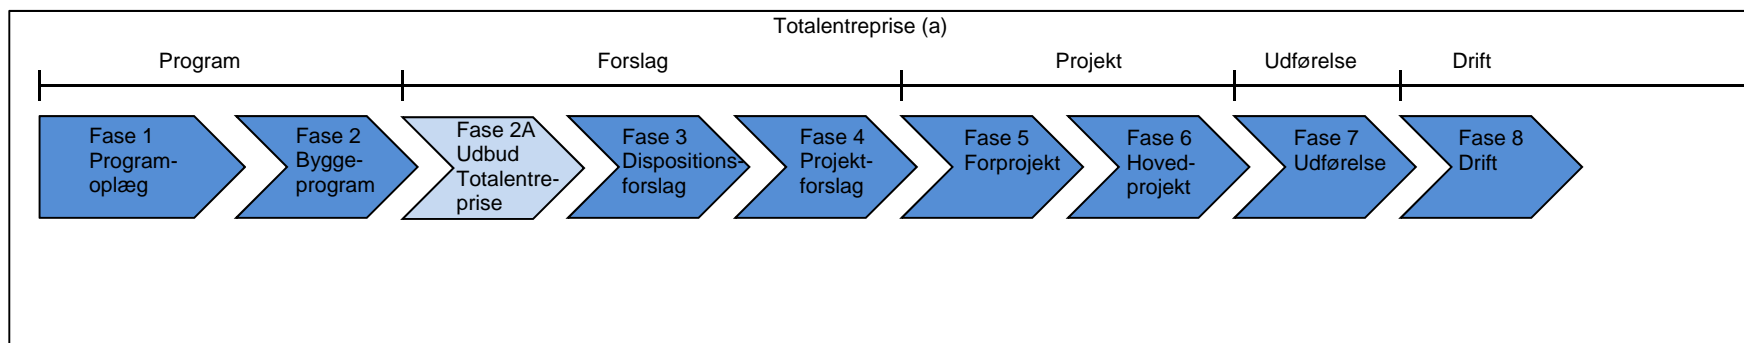 Totalentreprise (a)
Program
Forslag
Projekt
Udførelse
Drift
Fase 1
Program-
oplæg
Fase 2
Bygge-
program
Fase 2A
Udbud
Totalentre-
prise
Fase 3
Dispositions-
forslag
Fase 4
Projekt-
forslag
Fase 5
Forprojekt
Fase 6
Hoved-
projekt
Fase 7
Udførelse
Fase 8
Drift